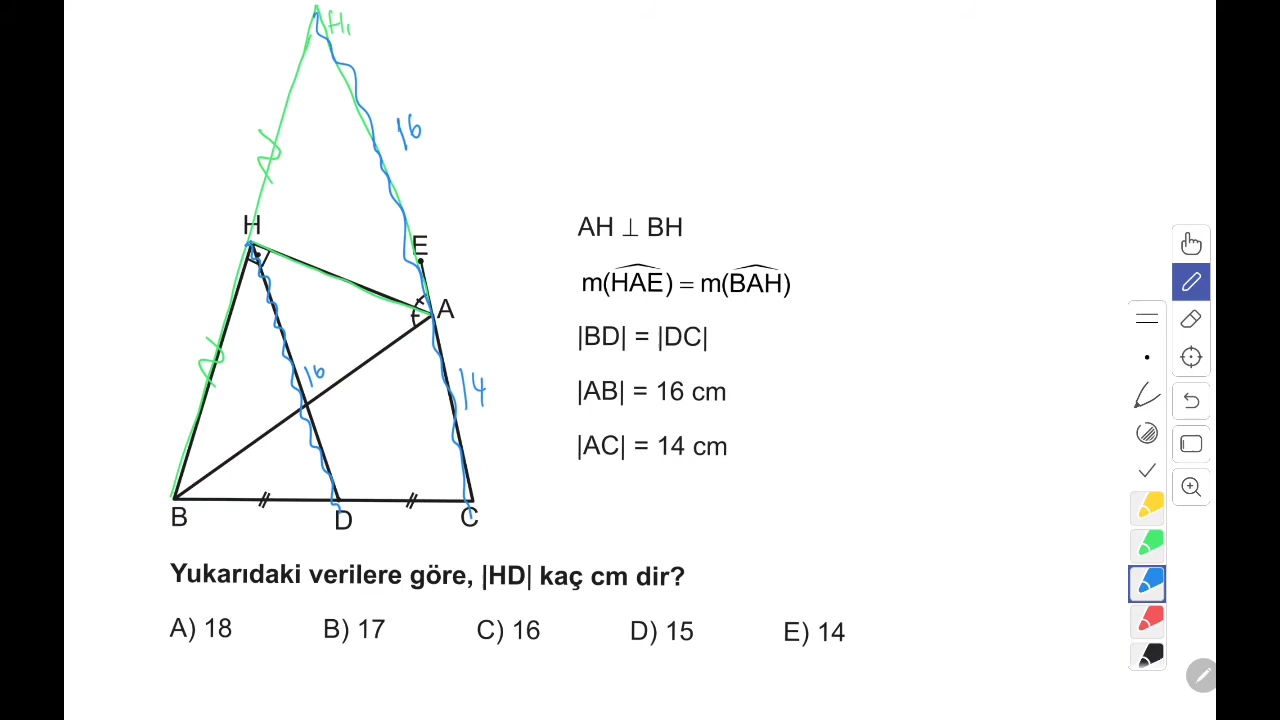 H₁
16
H
E
A
16
14
B
D
C
AH ⊥ BH
m(HAE) = m(BAH)
|BD| = |DC|
|AB| = 16 cm
|AC| = 14 cm
Yukarıdaki verilere göre, |HD| kaç cm dir?
A) 18 B) 17 C) 16 D) 15 E) 14